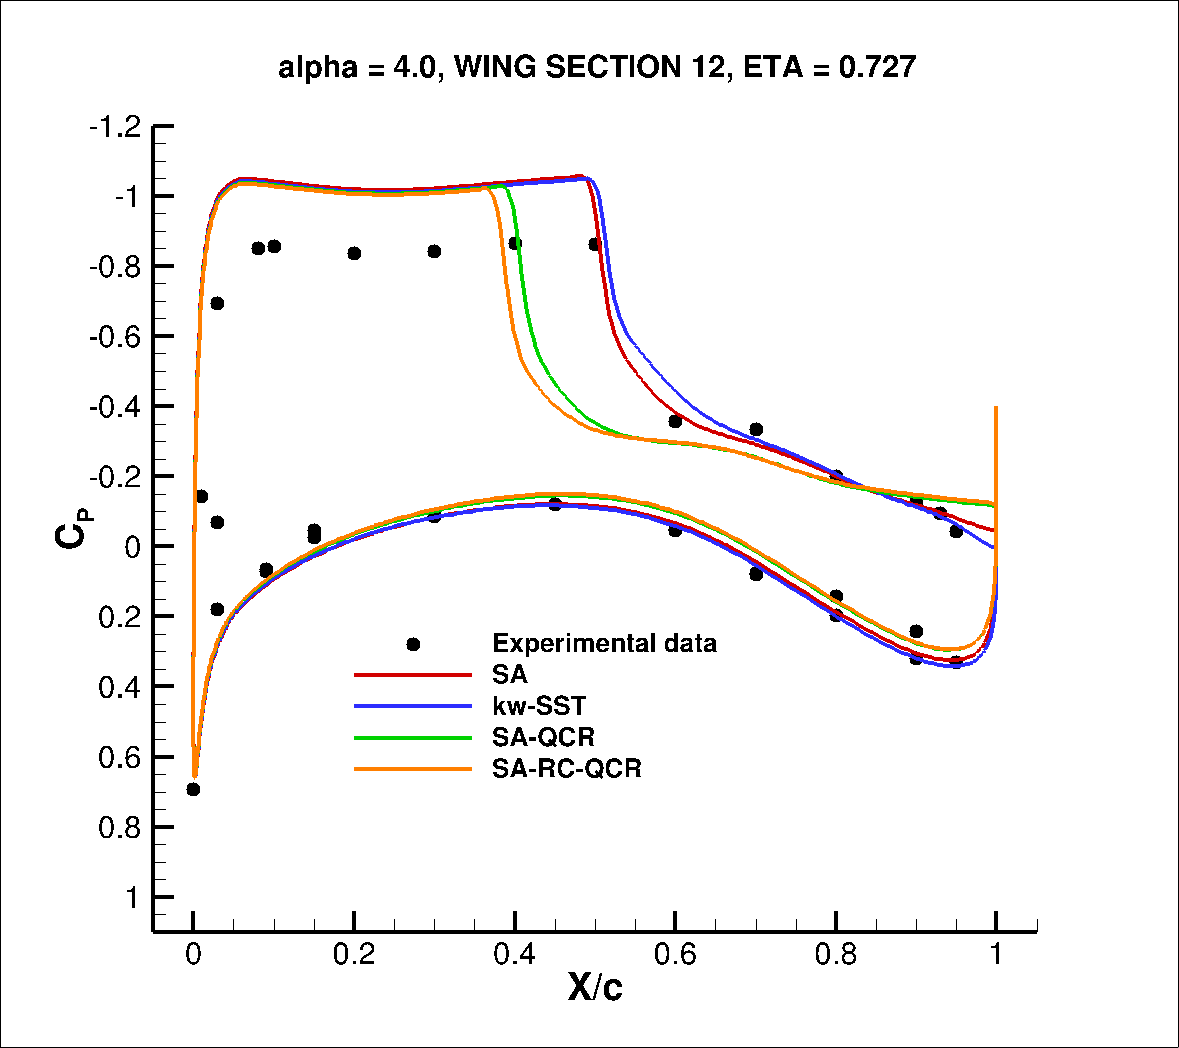 alpha = 4.0, WING SECTION 12, ETA = 0.727
-1.2
-1
-0.8
-0.6
-0.4
-0.2
0
0.2
0.4
0.6
0.8
1
CP
Experimental data
SA
kw-SST
SA-QCR
SA-RC-QCR
0 0.2 0.4 0.6 0.8 1
X/c